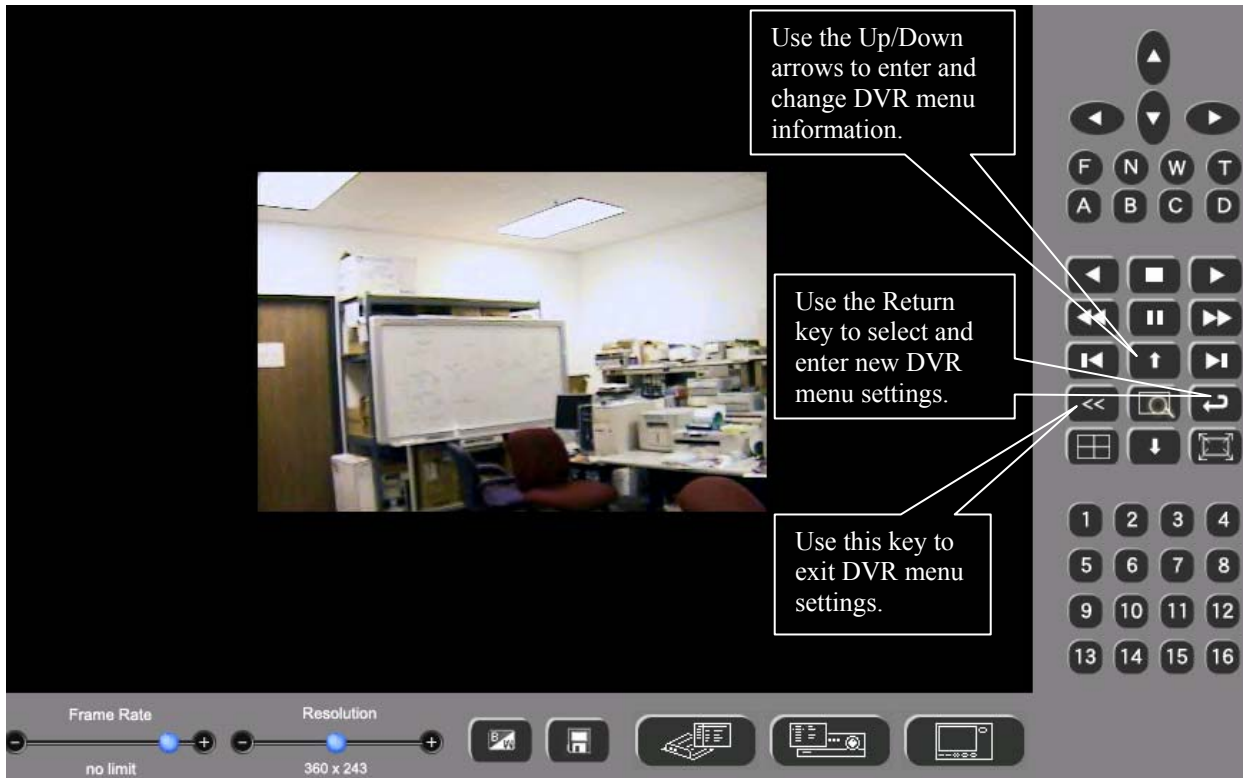 Use the Up/Down
arrows to enter and
change DVR menu
information.
F N W T
A B C D
Use the Return
key to select and
enter new DVR
menu settings.
<<
Use this key to
exit DVR menu
settings.
1 2 3 4
5 6 7 8
9 10 11 12
13 14 15 16
Frame Rate
no limit
Resolution
360 x 243
B/W